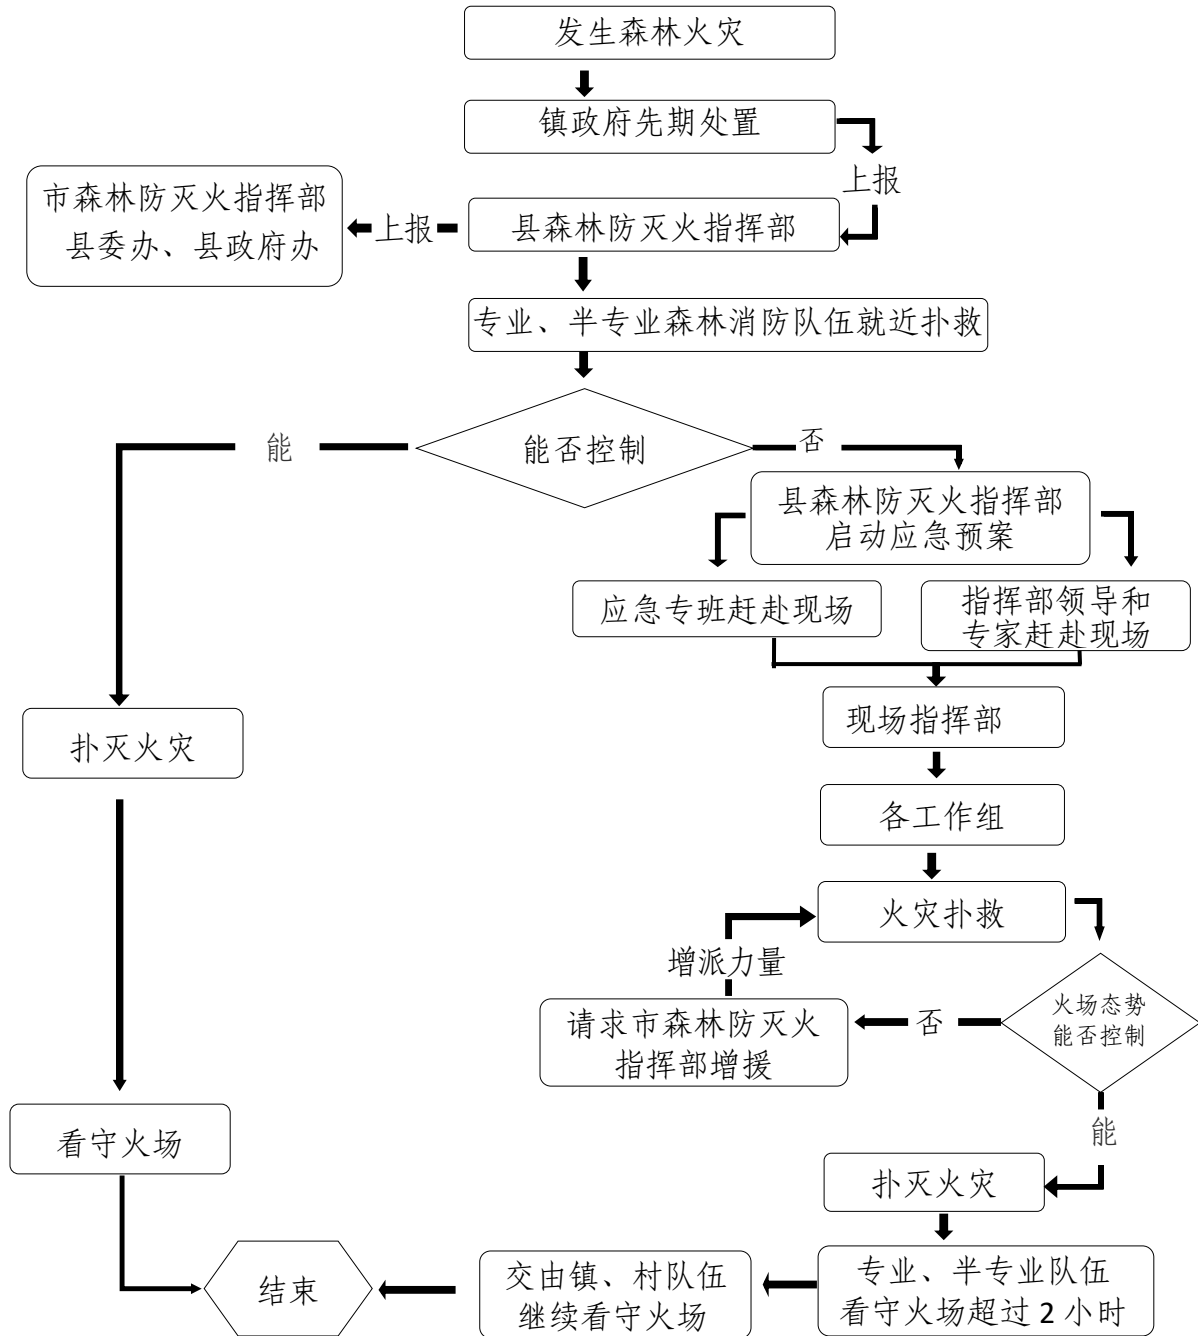 发生森林火灾
镇政府先期处置
上报
市森林防灭火指挥部
县委办、县政府办
上报
县森林防灭火指挥部
专业、半专业森林消防队伍就近扑救
能
能否控制
否
县森林防灭火指挥部
启动应急预案
应急专班赶赴现场
指挥部领导和
专家赶赴现场
扑灭火灾
现场指挥部
各工作组
火灾扑救
增派力量
请求市森林防灭火
指挥部增援
否
火场态势
能否控制
看守火场
能
扑灭火灾
结束
交由镇、村队伍
继续看守火场
专业、半专业队伍
看守火场超过2小时